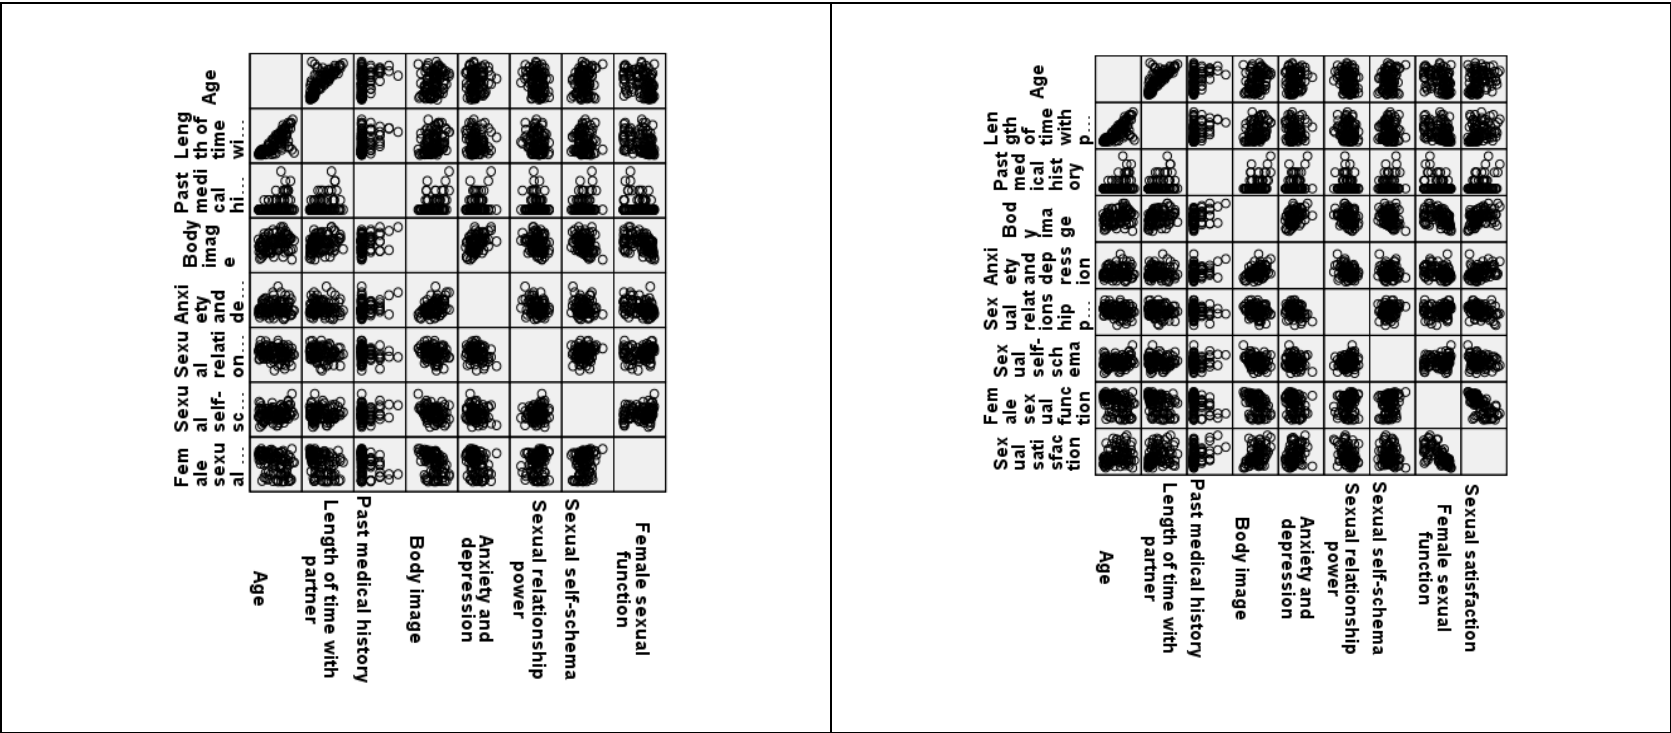 Age
Leng
th of
time
wi...
Past
medi
cal
hi...
Body
imag
e
Anxi
ety
and
de...
Sexu
al
relati
on...
Sexu
al
self-
sc...
Fem
ale
sexu
al...
Age
Length of time with
partner
Past medical history
Body image
Anxiety and
depression
Sexual relationship
power
Sexual self-schema
Female sexual
function
Age
Len
gth
of
time
with
p...
Past
med
ical
hist
ory
Bod
y
ima
ge
Anxi
ety
and
dep
ress
ion
Sex
ual
relat
ions
hip
p...
Sex
ual
self-
sch
ema
Fem
ale
sex
ual
func
tion
Sex
ual
sati
sfac
tion
Age
Length of time with
partner
Past medical history
Body image
Anxiety and
depression
Sexual relationship
power
Sexual self-schema
Female sexual
function
Sexual satisfaction